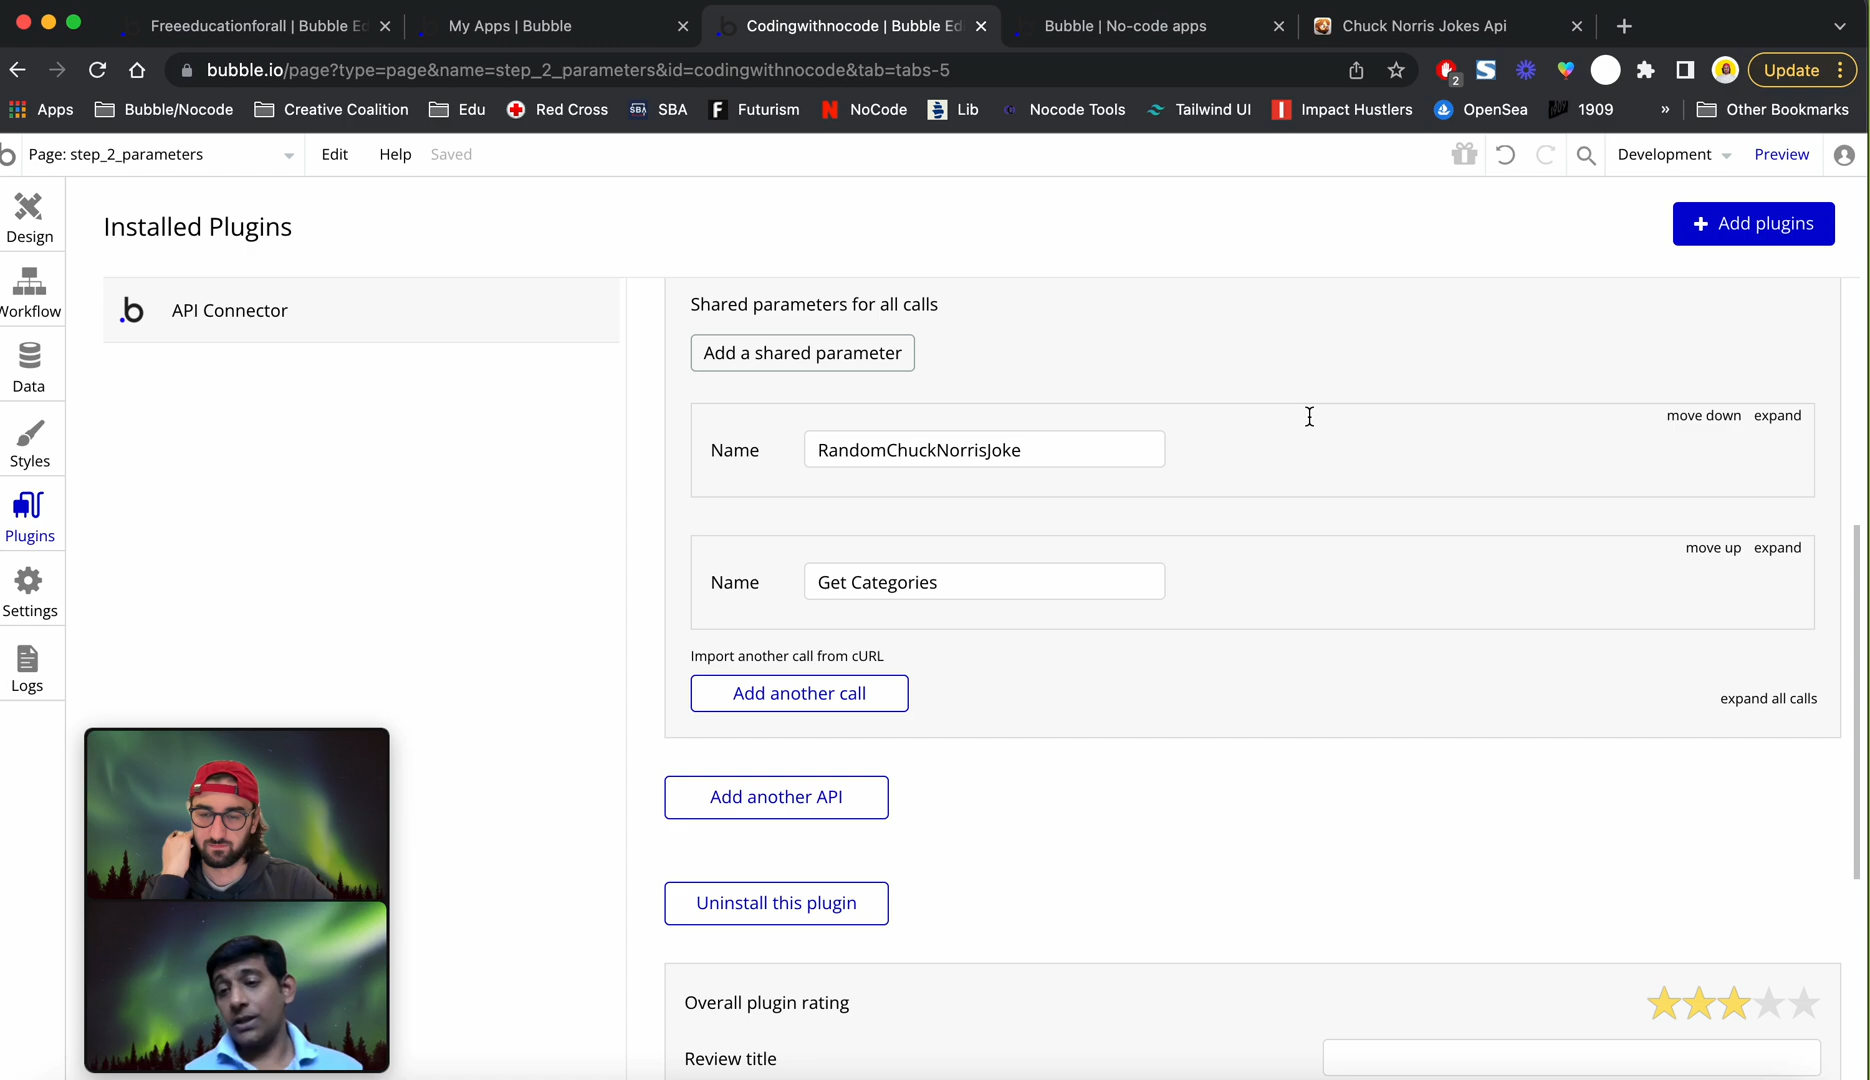 Freeeducationforall | Bubble Ed
My Apps | Bubble
Codingwithnocode | Bubble Edi
Bubble | No-code apps
Chuck Norris Jokes Api
bubble.io/page?type=page&name=step_2_parameters&id=codingwithnocode&tab=tabs-5
2
Update
Apps
Bubble/Nocode
Creative Coalition
Edu
Red Cross
SBA
SBA
F
Futurism
N
NoCode
Lib
Nocode Tools
Tailwind UI
Impact Hustlers
OpenSea
1909
»
Other Bookmarks
Page: step_2_parameters
Edit
Help
Saved
Development
Preview
Design
Workflow
Data
Styles
Plugins
Settings
Logs
Installed Plugins
+ Add plugins
.b
API Connector
Shared parameters for all calls
Add a shared parameter
move down
expand
Name
RandomChuckNorrisJoke
move up
expand
Name
Get Categories
Import another call from cURL
Add another call
expand all calls
Add another API
Uninstall this plugin
Overall plugin rating
Review title